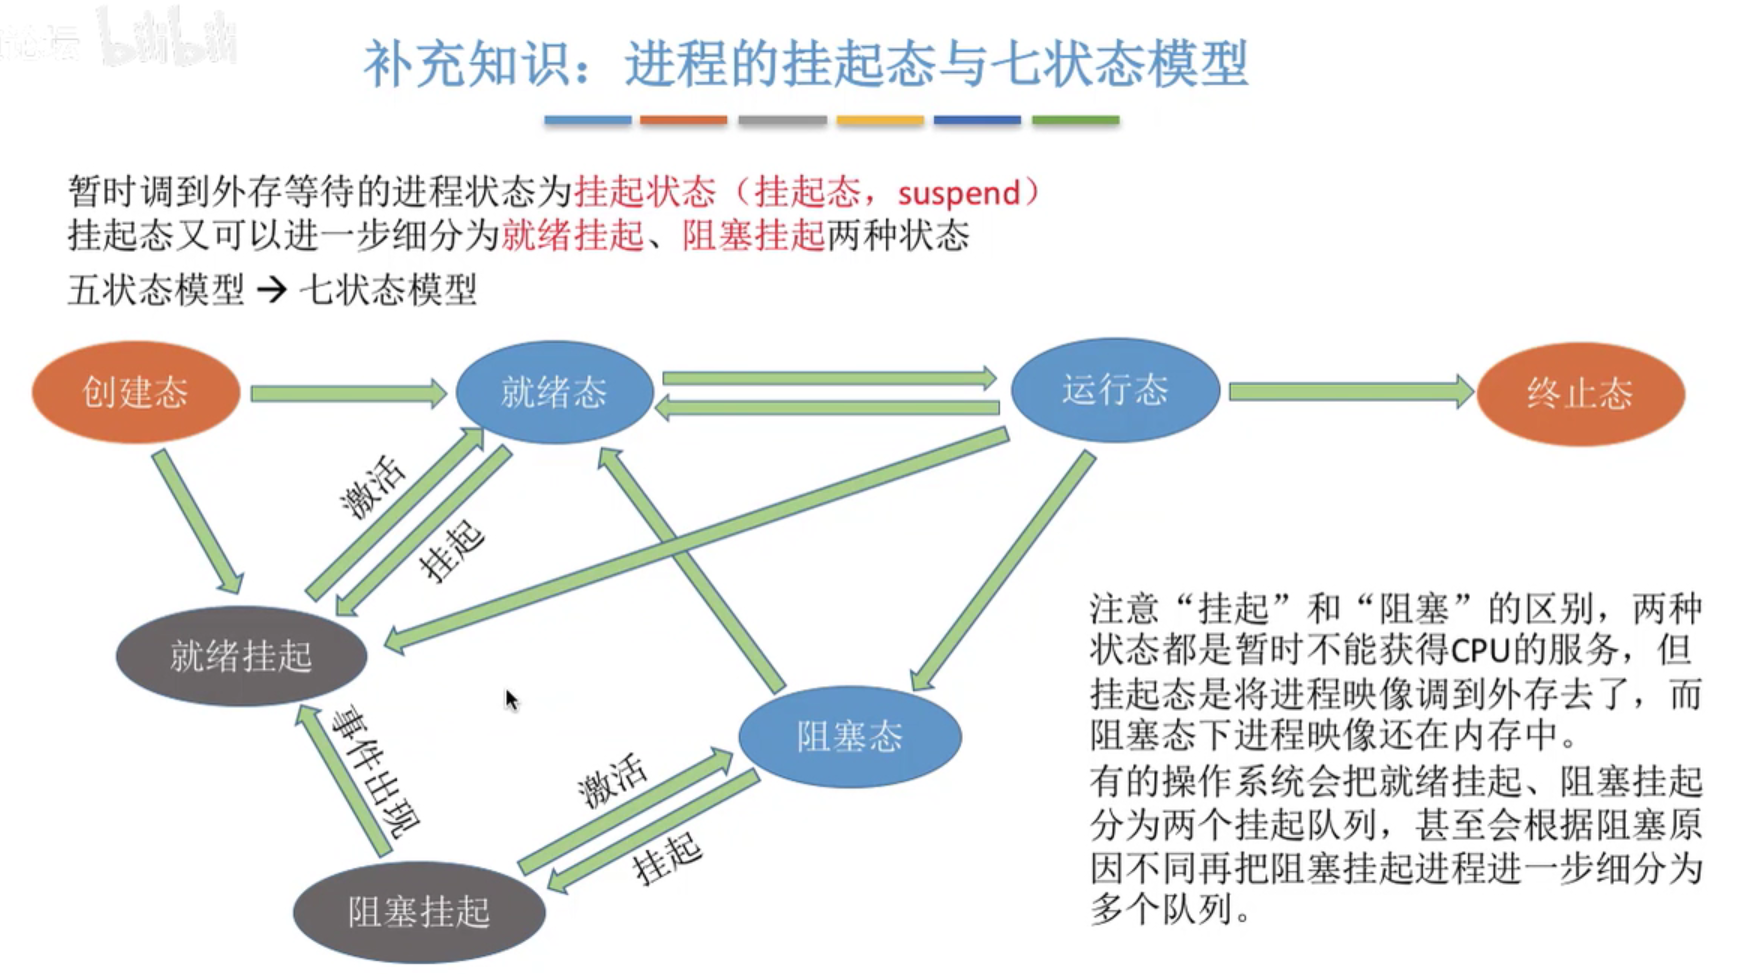 bilibili
补充知识：进程的挂起态与七状态模型
暂时调到外存等待的进程状态为挂起状态（挂起态，suspend）
挂起态又可以进一步细分为就绪挂起、阻塞挂起两种状态
五状态模型 → 七状态模型
创建态
就绪态
运行态
终止态
激活
挂起
就绪挂起
事件出现
阻塞态
激活
挂起
阻塞挂起
注意“挂起”和“阻塞”的区别，两种
状态都是暂时不能获得CPU的服务，但
挂起态是将进程映像调到外存去了，而
阻塞态下进程映像还在内存中。
有的操作系统会把就绪挂起、阻塞挂起
分为两个挂起队列，甚至会根据阻塞原
因不同再把阻塞挂起进程进一步细分为
多个队列。